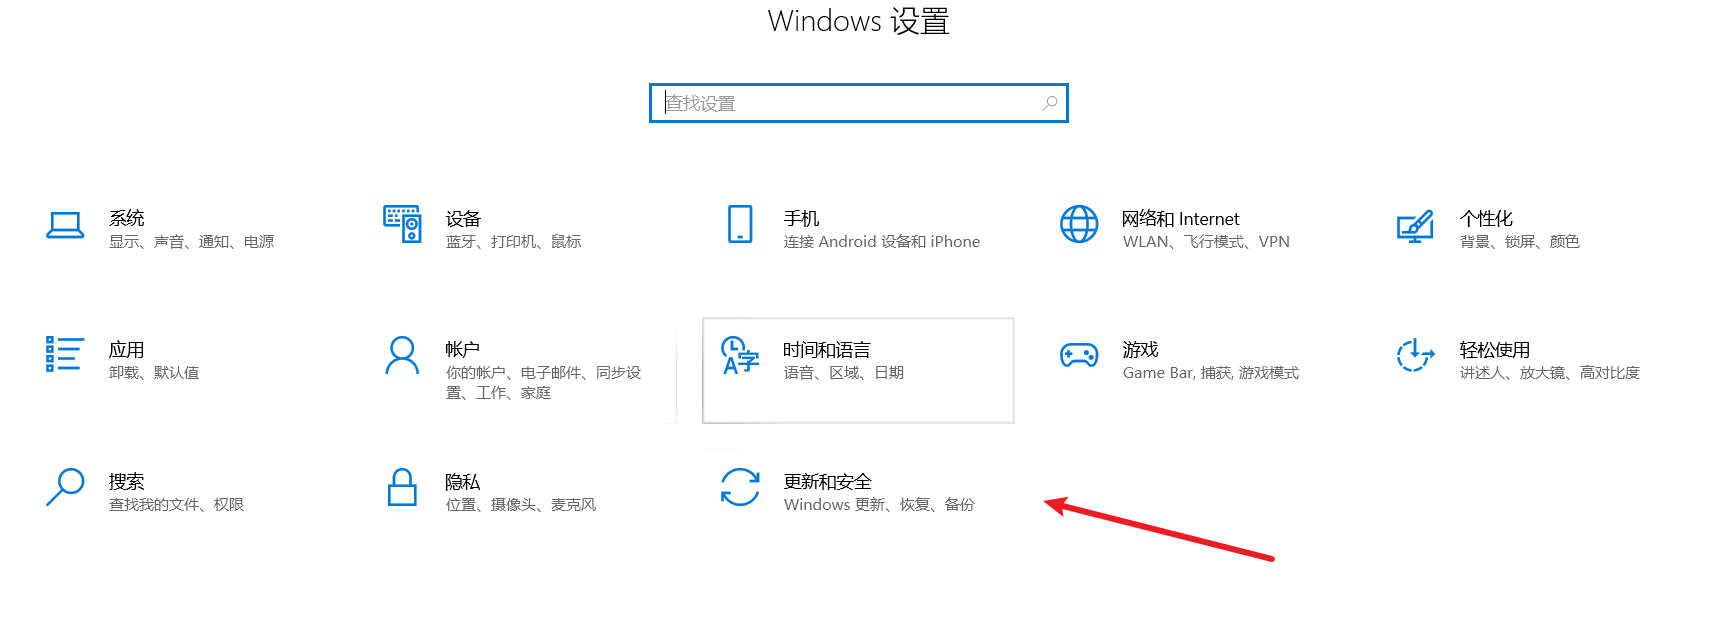 Windows 设置
查找设置
系统
显示、声音、通知、电源
设备
蓝牙、打印机、鼠标
手机
连接 Android 设备和 iPhone
网络和 Internet
WLAN、飞行模式、VPN
个性化
背景、锁屏、颜色
应用
卸载、默认值
帐户
你的帐户、电子邮件、同步设
置、工作、家庭
时间和语言
语音、区域、日期
游戏
Game Bar, 捕获, 游戏模式
轻松使用
讲述人、放大镜、高对比度
搜索
查找我的文件、权限
隐私
位置、摄像头、麦克风
更新和安全
Windows 更新、恢复、备份